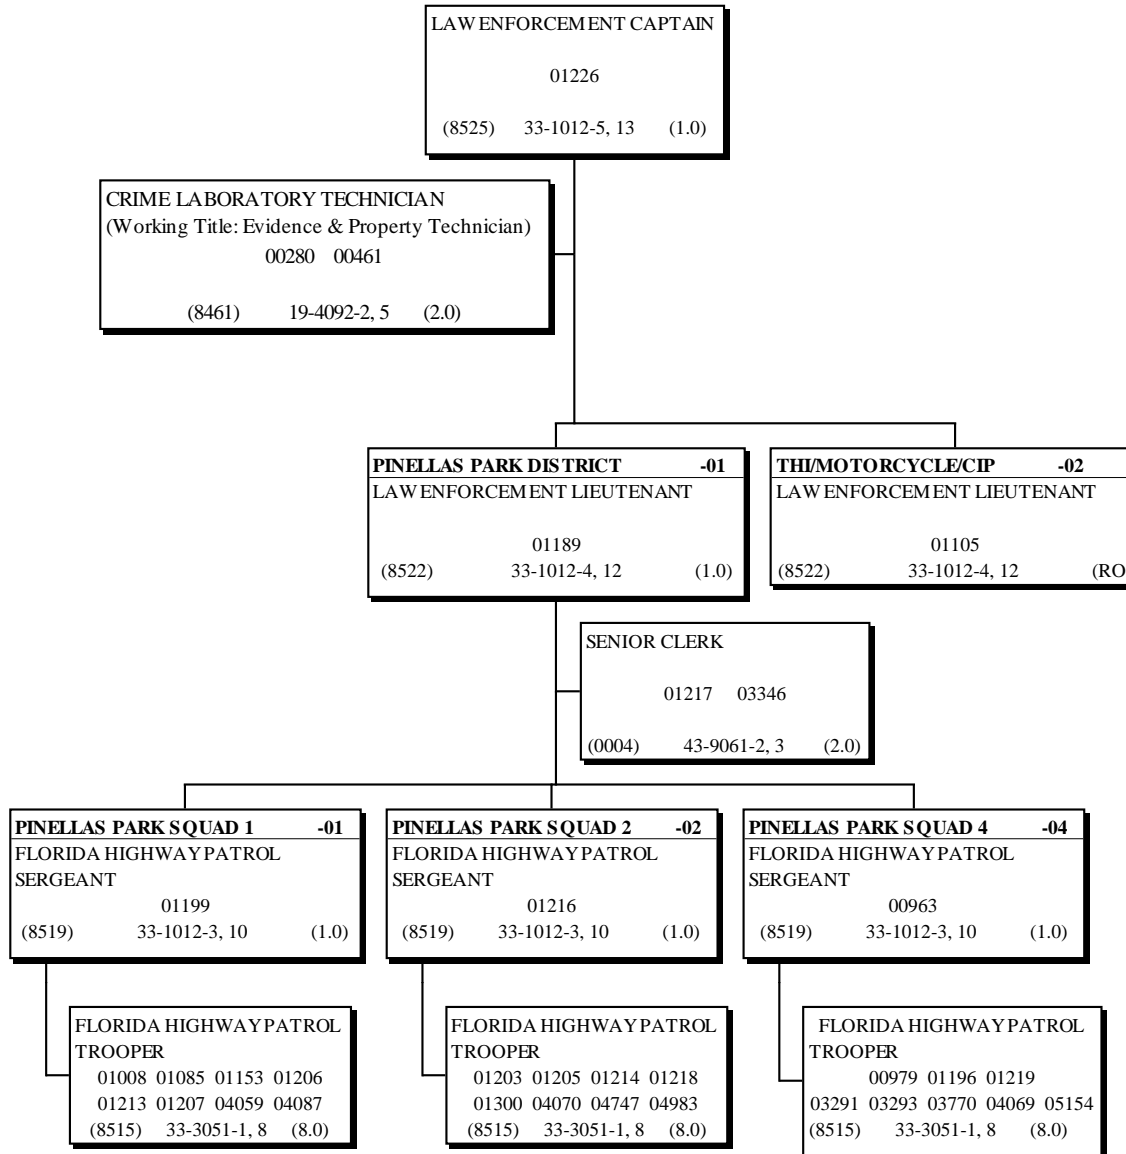 LAW ENFORCEMENT CAPTAIN
01226
(8525) 33-1012-5, 13 (1.0)
CRIME LABORATORY TECHNICIAN
(Working Title: Evidence & Property Technician)
00280 00461
(8461) 19-4092-2, 5 (2.0)
PINELLAS PARK DISTRICT -01
LAW ENFORCEMENT LIEUTENANT
01189
(8522) 33-1012-4, 12 (1.0)
THI/MOTORCYCLE/CIP -02
LAW ENFORCEMENT LIEUTENANT
01105
(8522) 33-1012-4, 12 (RO
SENIOR CLERK
01217 03346
(0004) 43-9061-2, 3 (2.0)
PINELLAS PARK SQUAD 1 -01
FLORIDA HIGHWAY PATROL
SERGEANT
01199
(8519) 33-1012-3, 10 (1.0)
PINELLAS PARK SQUAD 2 -02
FLORIDA HIGHWAY PATROL
SERGEANT
01216
(8519) 33-1012-3, 10 (1.0)
PINELLAS PARK SQUAD 4 -04
FLORIDA HIGHWAY PATROL
SERGEANT
00963
(8519) 33-1012-3, 10 (1.0)
FLORIDA HIGHWAY PATROL
TROOPER
01008 01085 01153 01206
01213 01207 04059 04087
(8515) 33-3051-1, 8 (8.0)
FLORIDA HIGHWAY PATROL
TROOPER
01203 01205 01214 01218
01300 04070 04747 04983
(8515) 33-3051-1, 8 (8.0)
FLORIDA HIGHWAY PATROL
TROOPER
00979 01196 01219
03291 03293 03770 04069 05154
(8515) 33-3051-1, 8 (8.0)